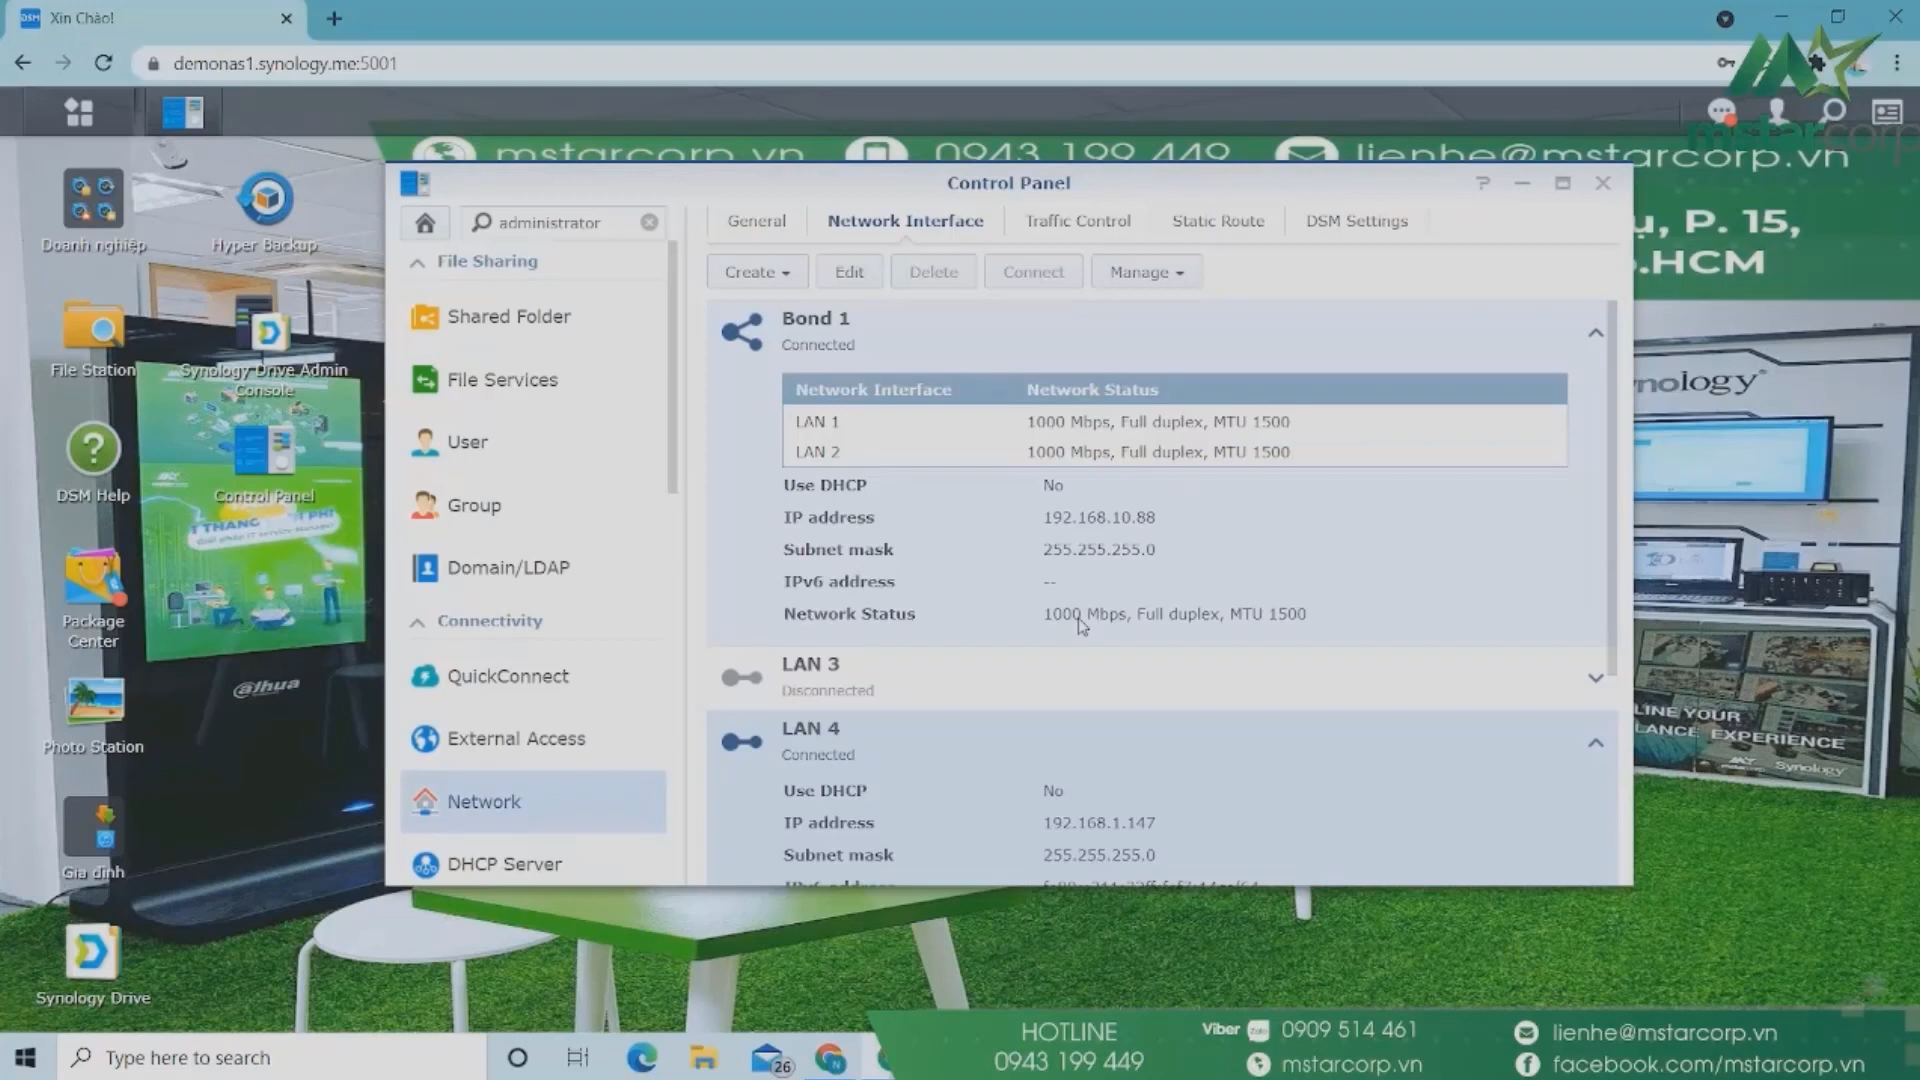 Xin Chào!
demonas1.synology.me:5001
mstarcorp
mstarcorp.vn 0943 199 449 lienhe@mstarcorp.vn
P. 15,
.HCM
Control Panel
administrator
General Network Interface Traffic Control Static Route DSM Settings
Create Edit Delete Connect Manage
File Sharing
Shared Folder
File Services
User
Group
Domain/LDAP
Connectivity
QuickConnect
External Access
Network
DHCP Server
Bond 1
Connected
Network Interface Network Status
LAN 1 1000 Mbps, Full duplex, MTU 1500
LAN 2 1000 Mbps, Full duplex, MTU 1500
Use DHCP No
IP address 192.168.10.88
Subnet mask 255.255.255.0
IPv6 address --
Network Status 1000 Mbps, Full duplex, MTU 1500
LAN 3
Disconnected
LAN 4
Connected
Use DHCP No
IP address 192.168.1.147
Subnet mask 255.255.255.0
Doanh nghiệp
Hyper Backup
File Station
Synology Drive Admin
Console
DSM Help
Control Panel
Package
Center
Photo Station
Gia đình
Synology Drive
alhua
nology
LINE YOUR
LANCE EXPERIENCE
Synology
Type here to search
26
HOTLINE
0943 199 449
Viber Zalo 0909 514 461
mstarcorp.vn
lienhe@mstarcorp.vn
facebook.com/mstarcorp.vn